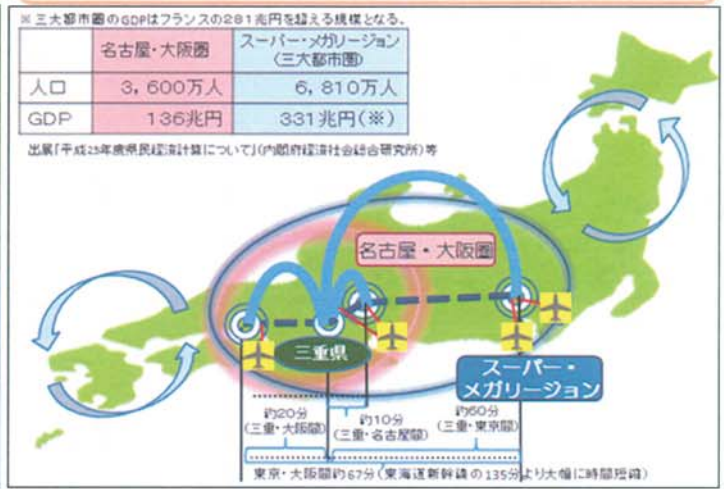 ※三大都市圏のGDPはフランスの281兆円を超える規模となる。
名古屋・大阪圏
スーパー・メガリージョン
(三大都市圏)
人口
3,600万人
6,810万人
GDP
136兆円
331兆円(※)
出展「平成25年度県民経済計算について」(内閣府経済社会総合研究所)等
名古屋・大阪圏
三重県
スーパー・
メガリージョン
約20分
(三重・大阪間)
約10分
(三重・名古屋間)
約60分
(三重・東京間)
東京・大阪間約67分(東海道新幹線の135分より大幅に時間短縮)